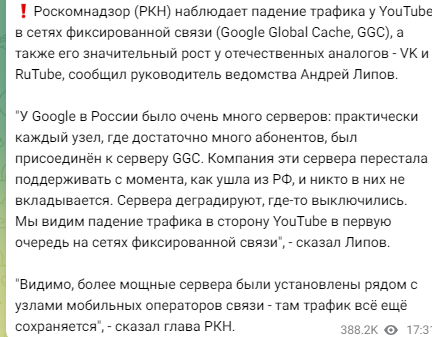 ❗ Роскомнадзор (РКН) наблюдает падение трафика у YouTube
в сетях фиксированной связи (Google Global Cache, GGC), а
также его значительный рост у отечественных аналогов - VK и
RuTube, сообщил руководитель ведомства Андрей Липов.

"У Google в России было очень много серверов: практически
каждый узел, где достаточно много абонентов, был
присоединён к серверу GGC. Компания эти сервера перестала
поддерживать с момента, как ушла из РФ, и никто в них не
вкладывается. Сервера деградируют, где-то выключились.
Мы видим падение трафика в сторону YouTube в первую
очередь на сетях фиксированной связи", - сказал Липов.

"Видимо, более мощные сервера были установлены рядом с
узлами мобильных операторов связи - там трафик всё ещё
сохраняется", - сказал глава РКН.
388.2K 17:31